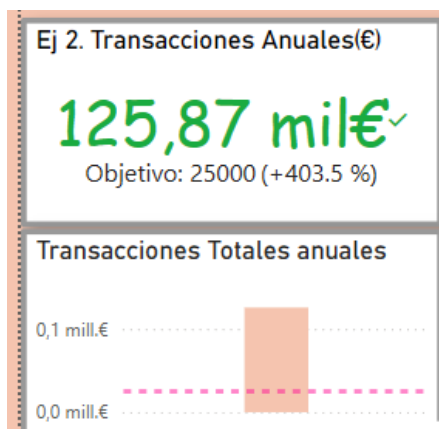 Ej 2. Transacciones Anuales(€)
125,87 mil€
Objetivo: 25000 (+403.5 %)
Transacciones Totales anuales
0,1 mill.€
0,0 mill.€